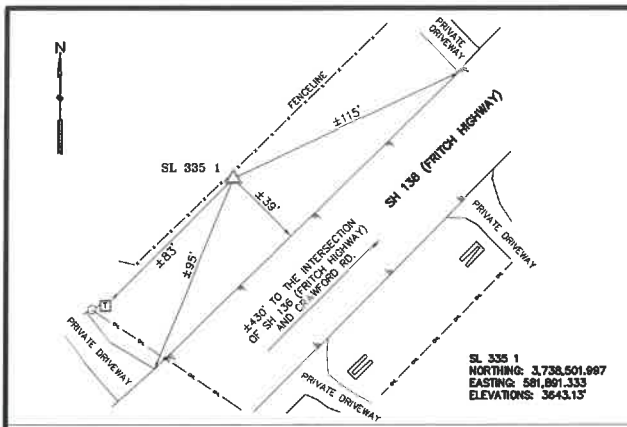 N
PRIVATE
DRIVEWAY
FENCELINE
±115'
SH 136 (FRITCH HIGHWAY)
SL 335 1
±39'
±83'
±95'
±430' TO THE INTERSECTION
OF SH 136 (FRITCH HIGHWAY)
AND CRAWFORD RD.
PRIVATE DRIVEWAY
T
PRIVATE DRIVEWAY
PRIVATE DRIVEWAY
SL 335 1
NORTHING: 3,738,501.997
EASTING: 581,891.333
ELEVATIONS: 3643.13'